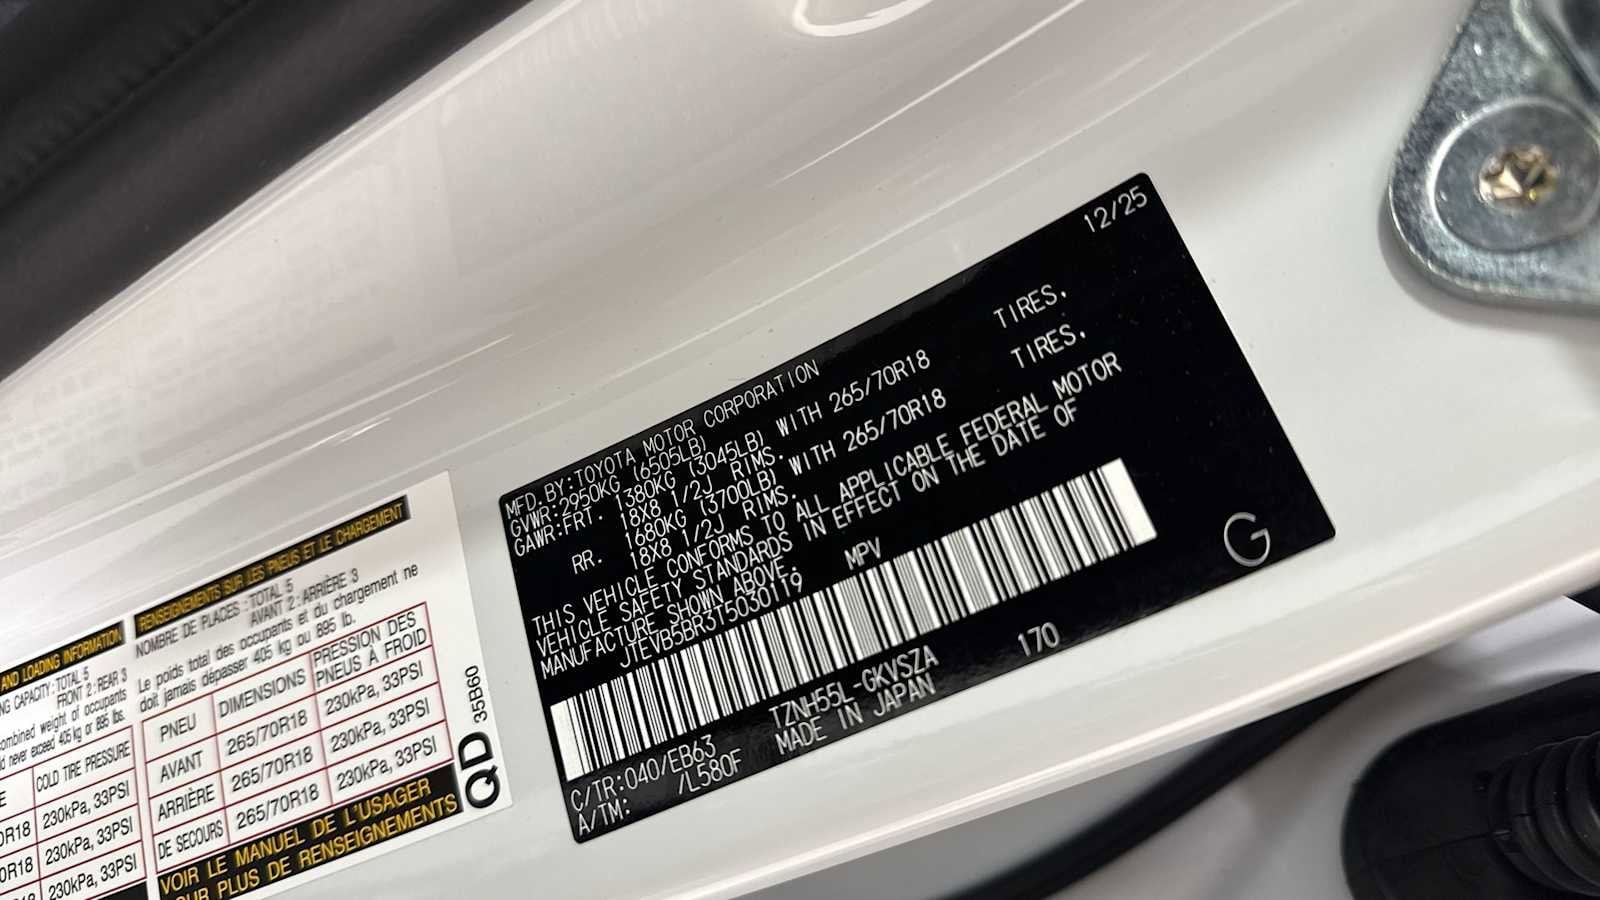 12/25
MFD.BY:TOYOTA MOTOR CORPORATION
GVWR:2950KG (6505LB)
GAWR:FRT. 1380KG (3045LB) WITH 265/70R18 TIRES,
18X8 1/2J RIMS.
RR. 1680KG (3700LB) WITH 265/70R18 TIRES,
18X8 1/2J RIMS.
THIS VEHICLE CONFORMS TO ALL APPLICABLE FEDERAL MOTOR
VEHICLE SAFETY STANDARDS IN EFFECT ON THE DATE OF
MANUFACTURE SHOWN ABOVE.
JTEVB5BR3T5030119 MPV
C/TR:040/EB63 TZNH55L-GKVSZA 170
A/TM: /L580F MADE IN JAPAN
G
AND LOADING INFORMATION
NG CAPACITY:TOTAL 5
FRONT 2:REAR 3
ombined weight of occupants
d never exceed 405 kg or 895 lbs.
COLD TIRE PRESSURE
0R18 230kPa, 33PSI
0R18 230kPa, 33PSI
230kPa, 33PSI
RENSEIGNEMENTS SUR LES PNEUS ET LE CHARGEMENT
NOMBRE DE PLACES:TOTAL 5
AVANT 2:ARRIÈRE 3
Le poids total des occupants et du chargement ne
doit jamais dépasser 405 kg ou 895 lb.
PNEU DIMENSIONS PRESSION DES PNEUS À FROID
AVANT 265/70R18 230kPa, 33PSI
ARRIÈRE 265/70R18 230kPa, 33PSI
DE SECOURS 265/70R18 230kPa, 33PSI
VOIR LE MANUEL DE L'USAGER
OUR PLUS DE RENSEIGNEMENTS
QD 35B60